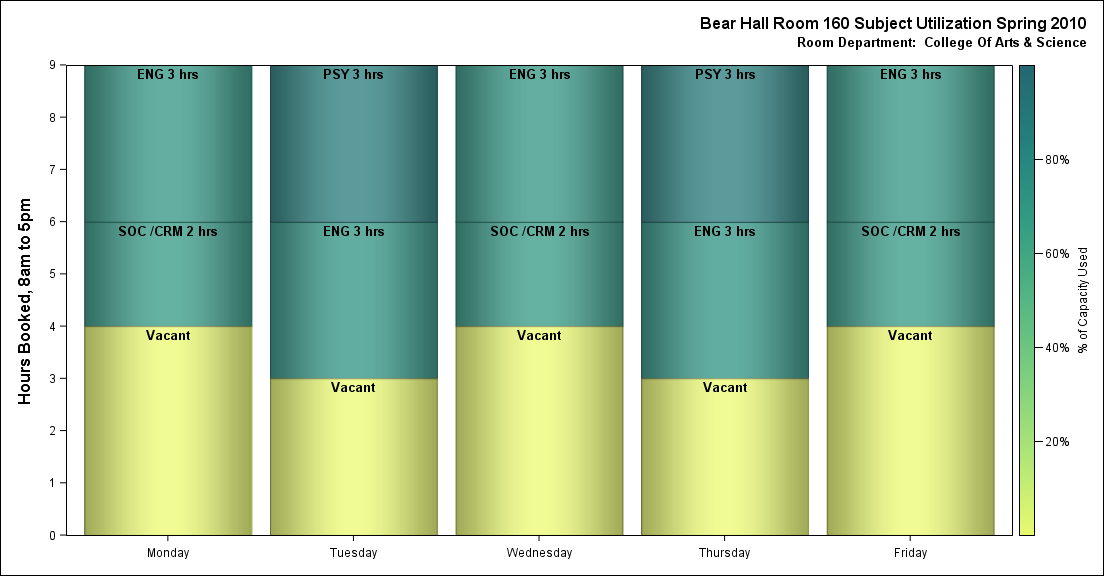 Bear Hall Room 160 Subject Utilization Spring 2010
Room Department:  College Of Arts & Science
Hours Booked, 8am to 5pm
9
8
7
6
5
4
3
2
1
0
ENG 3 hrs
SOC /CRM 2 hrs
Vacant
PSY 3 hrs
ENG 3 hrs
Vacant
ENG 3 hrs
SOC /CRM 2 hrs
Vacant
PSY 3 hrs
ENG 3 hrs
Vacant
ENG 3 hrs
SOC /CRM 2 hrs
Vacant
Monday
Tuesday
Wednesday
Thursday
Friday
80%
60%
40%
20%
% of Capacity Used